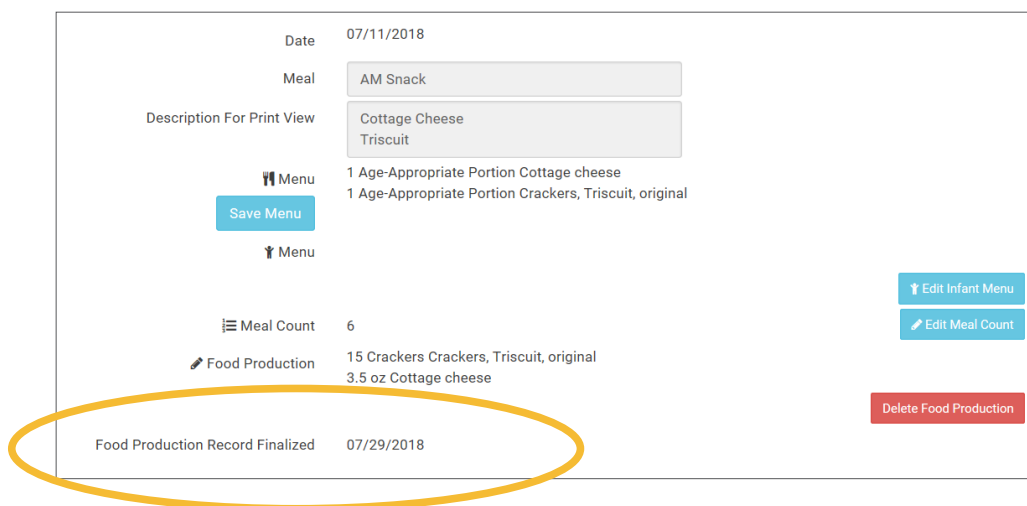 Date 07/11/2018
Meal AM Snack
Description For Print View Cottage Cheese
Triscuit
Menu 1 Age-Appropriate Portion Cottage cheese
1 Age-Appropriate Portion Crackers, Triscuit, original
Save Menu
Menu
Edit Infant Menu
Meal Count 6 Edit Meal Count
Food Production 15 Crackers Crackers, Triscuit, original
3.5 oz Cottage cheese
Delete Food Production
Food Production Record Finalized 07/29/2018